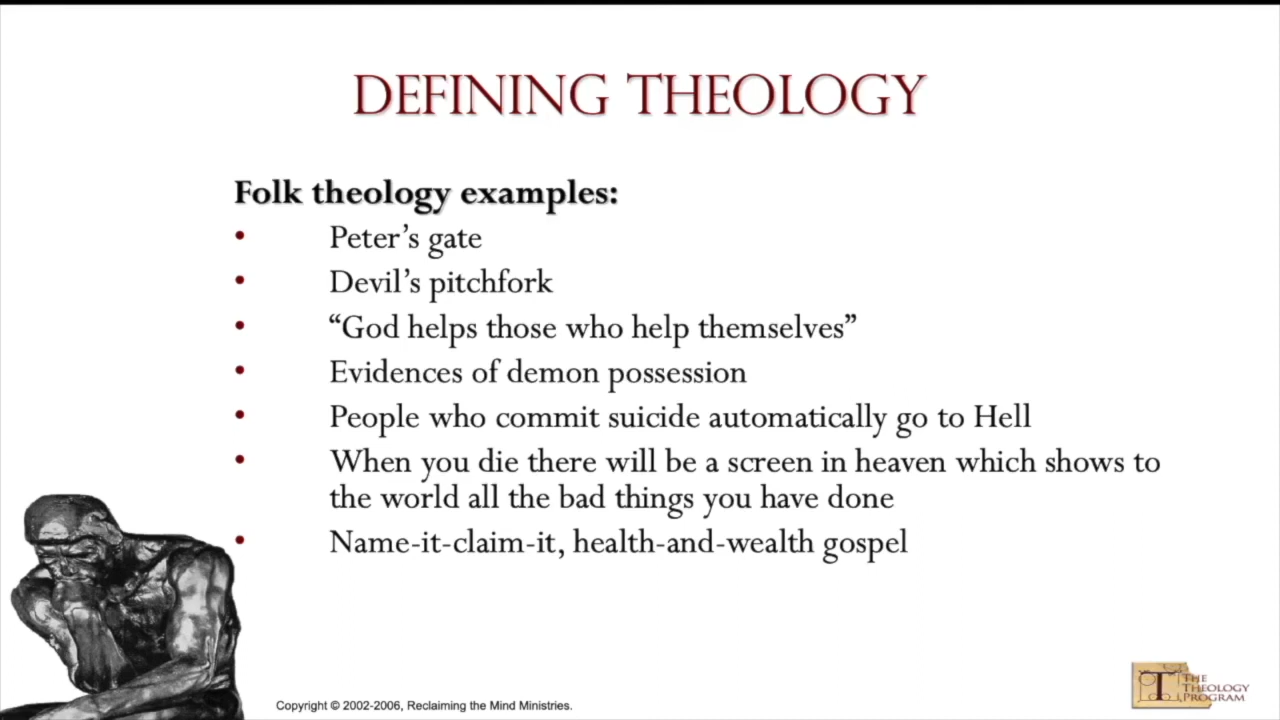 DEFINING THEOLOGY
Folk theology examples:
• Peter’s gate
• Devil’s pitchfork
• “God helps those who help themselves”
• Evidences of demon possession
• People who commit suicide automatically go to Hell
• When you die there will be a screen in heaven which shows to
the world all the bad things you have done
• Name-it-claim-it, health-and-wealth gospel
Copyright © 2002-2006, Reclaiming the Mind Ministries.
THE
THEOLOGY
PROGRAM